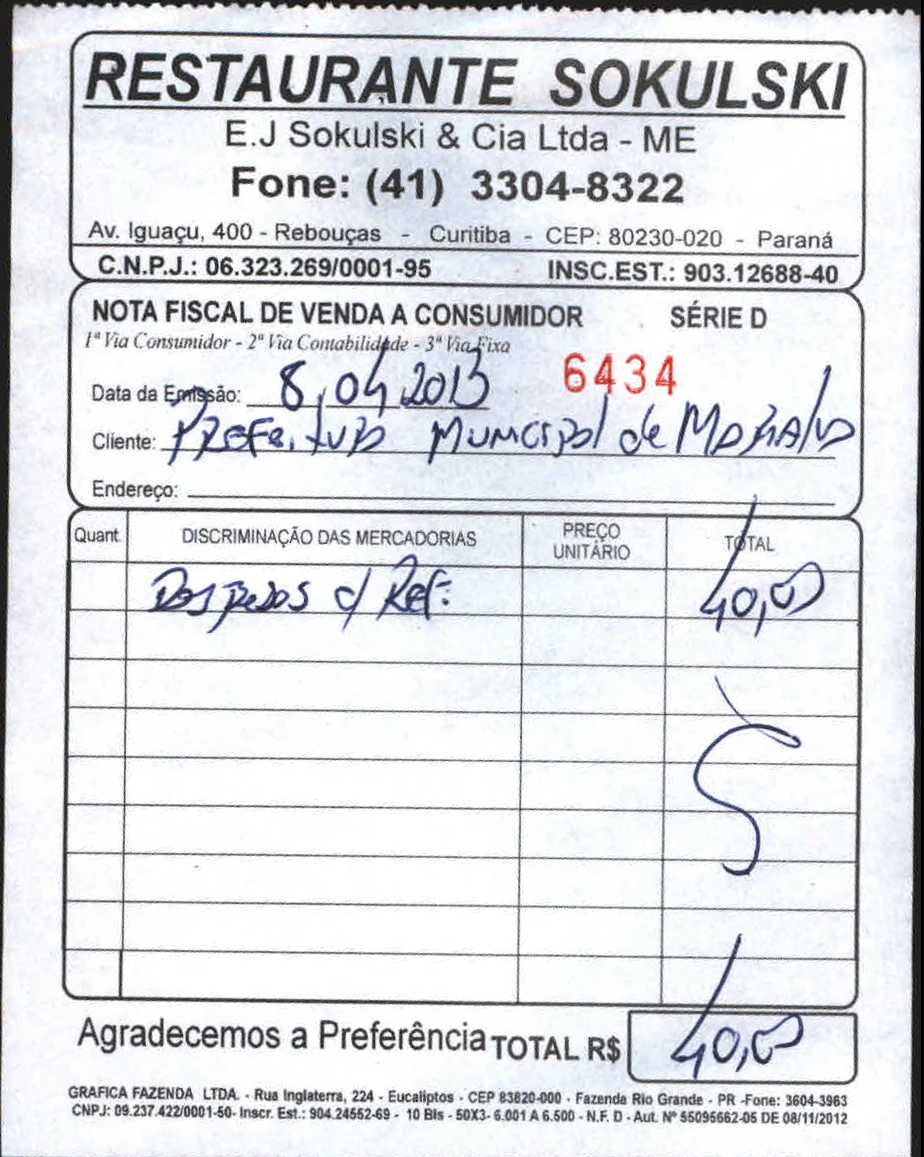 RESTAURANTE SOKULSKI
E.J Sokulski & Cia Ltda - ME
Fone: (41) 3304-8322
Av. Iguaçu, 400 - Rebouças - Curitiba - CEP: 80230-020 - Paraná
C.N.P.J.: 06.323.269/0001-95 INSC.EST.: 903.12688-40
NOTA FISCAL DE VENDA A CONSUMIDOR SÉRIE D
1ª Via Consumidor - 2ª Via Contabilidade - 3ª Via Fixa
6434
Data da Emissão: 8,04,2013
Cliente: Prefeitura Municipal de
Endereço:
Quant. DISCRIMINAÇÃO DAS MERCADORIAS PREÇO UNITÁRIO TOTAL
Despesas c/ Ref: 40,00
Agradecemos a Preferência TOTAL R$ 40,00
GRAFICA FAZENDA LTDA. - Rua Inglaterra, 224 - Eucaliptos - CEP 83820-000 - Fazenda Rio Grande - PR -Fone: 3604-3963
CNPJ: 09.237.422/0001-50- Inscr. Est.: 904.24552-69 - 10 Bls - 50X3- 6.001 A 6.500 - N.F. D - Aut. Nº 55095662-05 DE 08/11/2012